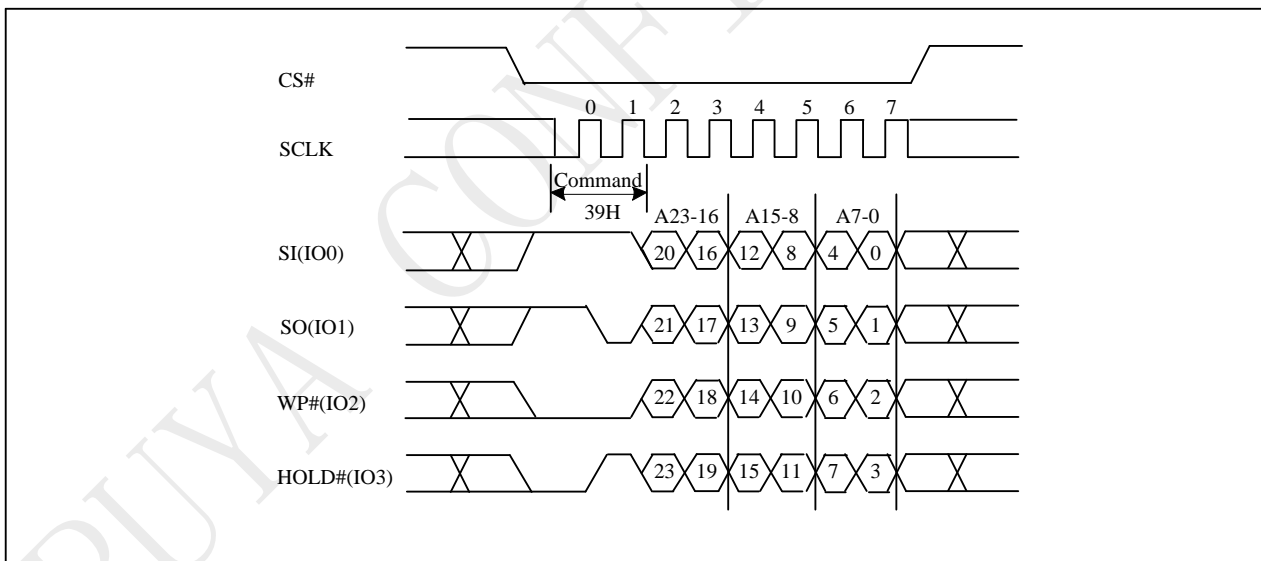 CS#
0 1 2 3 4 5 6 7
SCLK
Command
39H
A23-16 A15-8 A7-0
SI(IO0) 20 16 12 8 4 0
SO(IO1) 21 17 13 9 5 1
WP#(IO2) 22 18 14 10 6 2
HOLD#(IO3) 23 19 15 11 7 3
PUYA CONF